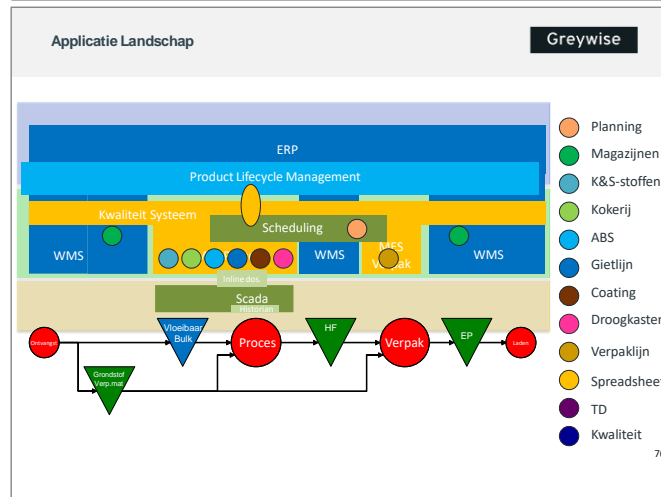 Applicatie Landschap
Greywise
ERP
Product Lifecycle Management
Kwaliteit Systeem
Scheduling
WMS
WMS
MES
Verpak
WMS
Inline dos.
Scada
Historian
Ontvangst
Vloeibaar
Bulk
Proces
HF
Verpak
EP
Laden
Grondstof
Verp.mat
Planning
Magazijnen
K&S-stoffen
Kokerij
ABS
Gietlijn
Coating
Droogkasten
Verpaklijn
Spreadsheet
TD
Kwaliteit